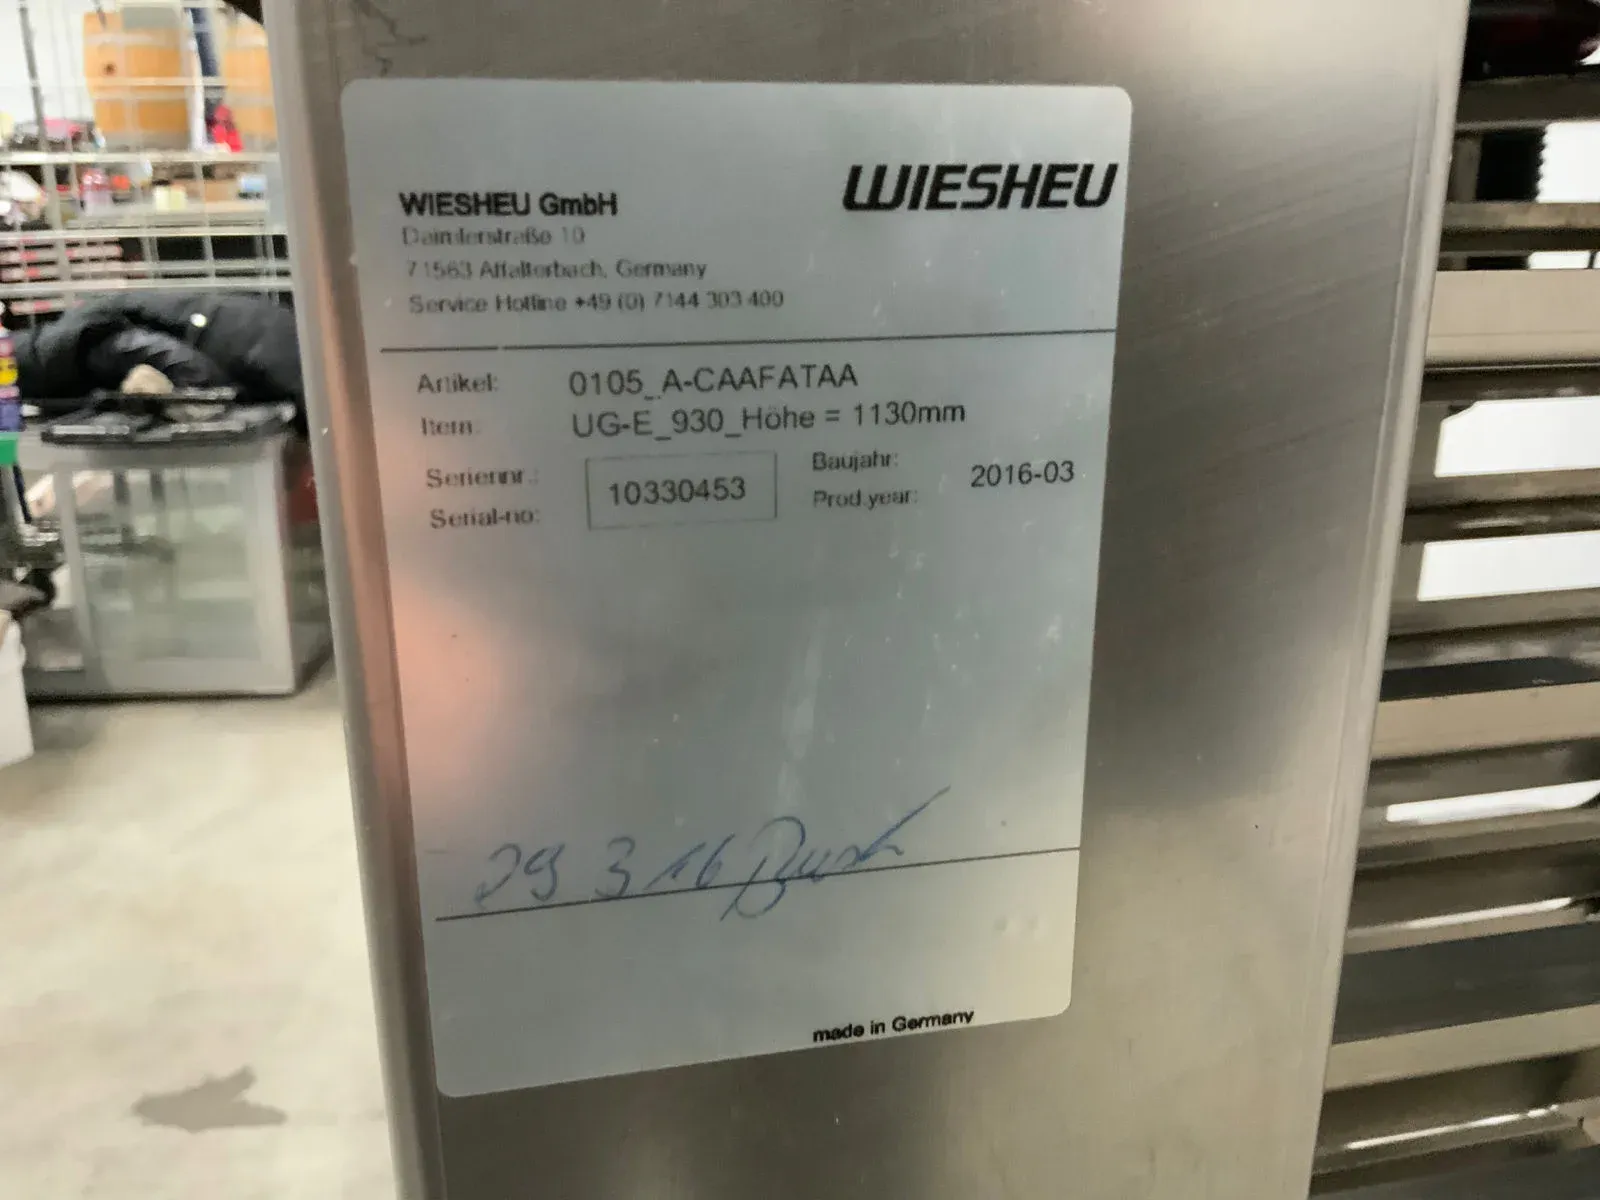 WIESHEU GmbH
WIESHEU
Daimlerstraße 10
71563 Affalterbach, Germany
Service Hotline +49 (0) 7144 303 400
Artikel: 0105_A-CAAFATAA
Item: UG-E_930_Höhe = 1130mm
Seriennr.: Baujahr:
10330453 2016-03
Serial-no: Prod.year:
29 3 16
made in Germany